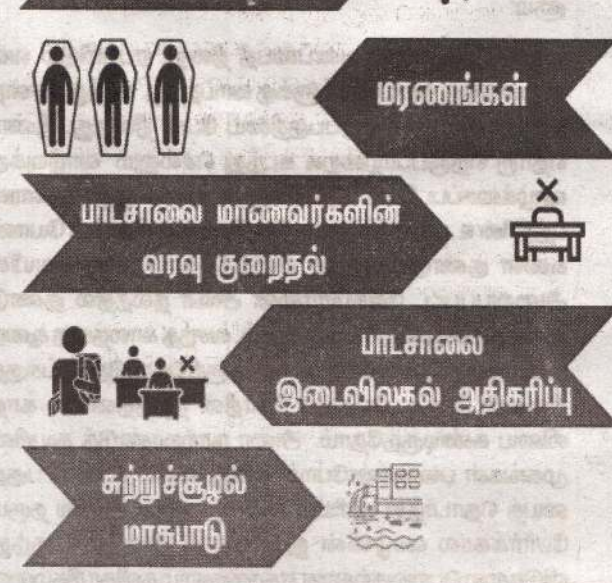 மரணங்கள்
பாடசாலை மாணவர்களின்
வரவு குறைதல்
பாடசாலை
இடைவிலகல் அதிகரிப்பு
சுற்றுச்சூழல்
மாசுபாடு